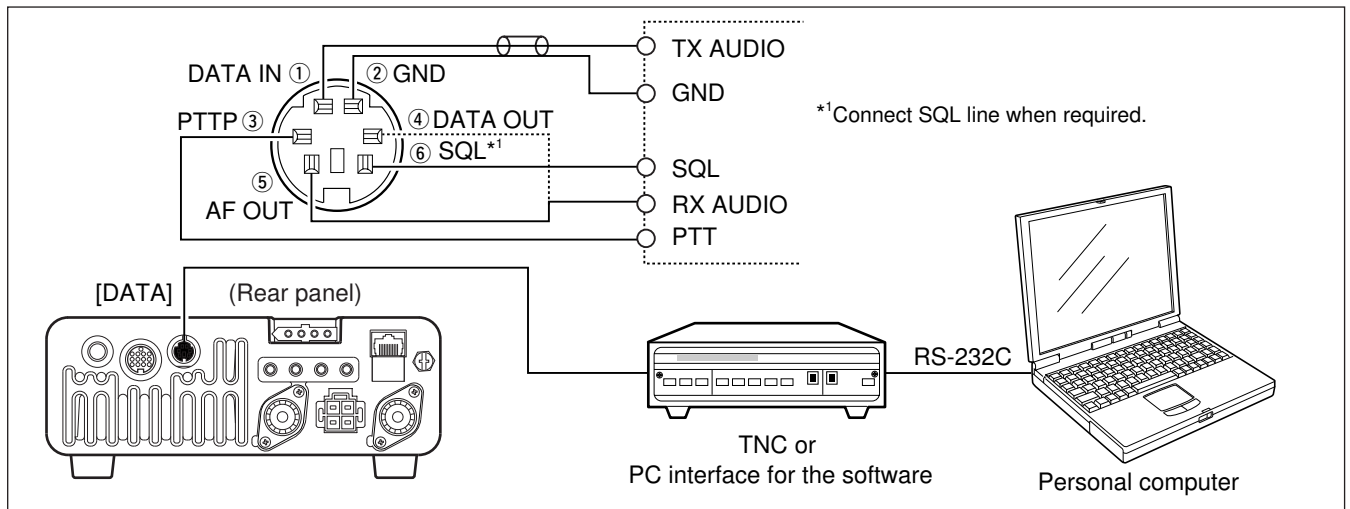 DATA IN ① ② GND
PTTP ③ ④ DATA OUT
⑥ SQL*1
⑤
AF OUT
TX AUDIO
GND
SQL
RX AUDIO
PTT
*1Connect SQL line when required.
[DATA] (Rear panel)
RS-232C
TNC or
PC interface for the software
Personal computer